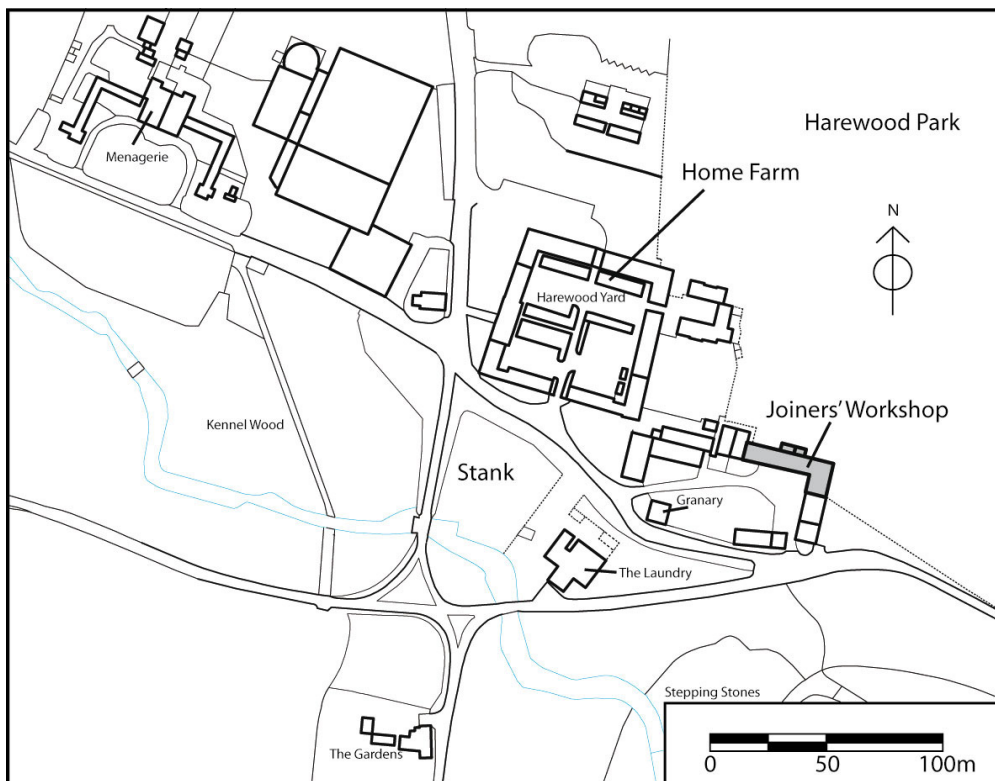 Harewood Park
Menagerie
Home Farm
N
Harewood Yard
Joiners' Workshop
Kennel Wood
Stank
Granary
The Laundry
Stepping Stones
The Gardens
0 50 100m